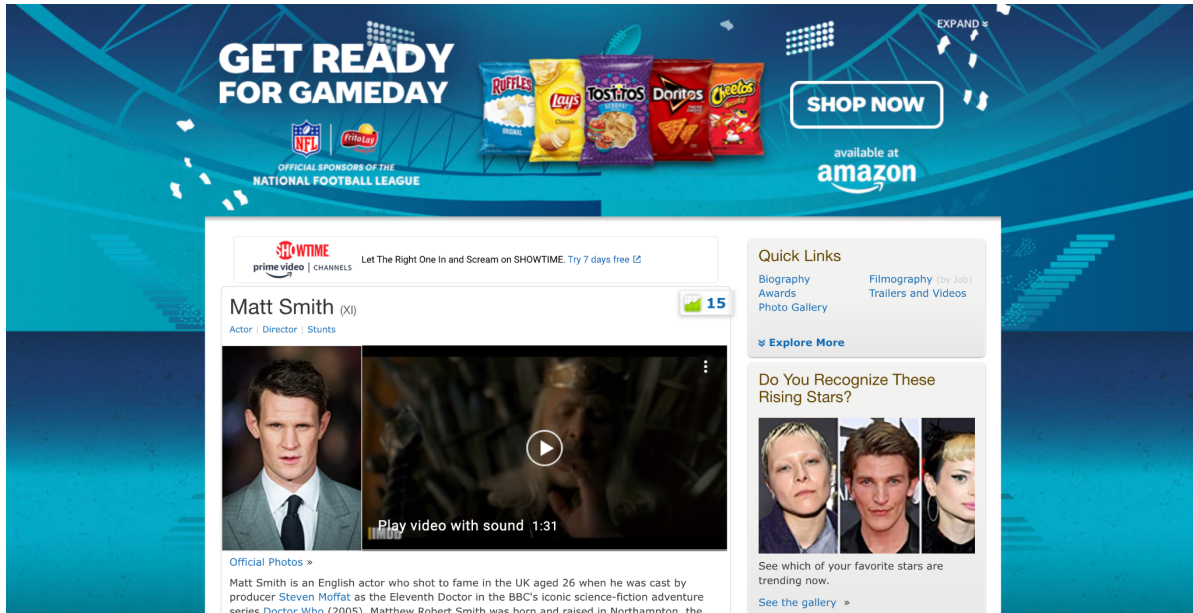 EXPAND
GET READY
FOR GAMEDAY
NFL
FritoLay
OFFICIAL SPONSORS OF THE
NATIONAL FOOTBALL LEAGUE
RUFFLES
ORIGINAL
Lay's
Classic
TOSTITOS
SCOOPS!
Doritos
Cheetos
SHOP NOW
available at
amazon
SHOWTIME
prime video | CHANNELS
Let The Right One In and Scream on SHOWTIME. Try 7 days free
Matt Smith (XI)
15
Actor | Director | Stunts
Play video with sound 1:31
IMDb
Official Photos »
Matt Smith is an English actor who shot to fame in the UK aged 26 when he was cast by
producer Steven Moffat as the Eleventh Doctor in the BBC's iconic science-fiction adventure
series Doctor Who (2005). Matthew Robert Smith was born and raised in Northampton, the
Quick Links
Biography
Filmography (by Job)
Awards
Trailers and Videos
Photo Gallery
Explore More
Do You Recognize These
Rising Stars?
See which of your favorite stars are
trending now.
See the gallery »